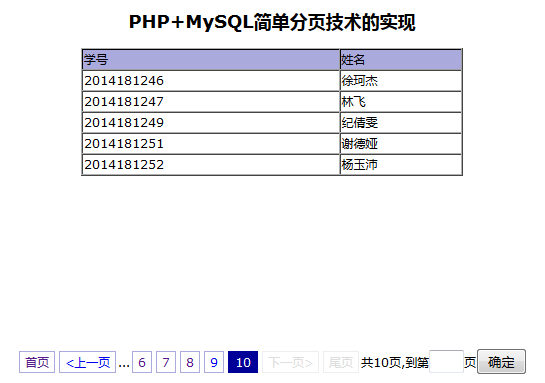 PHP+MySQL简单分页技术的实现
学号 姓名
2014181246 徐珂杰
2014181247 林飞
2014181249 纪倩雯
2014181251 谢德娅
2014181252 杨玉沛
首页 <上一页 ... 6 7 8 9 10 下一页> 尾页 共10页,到第 页 确定